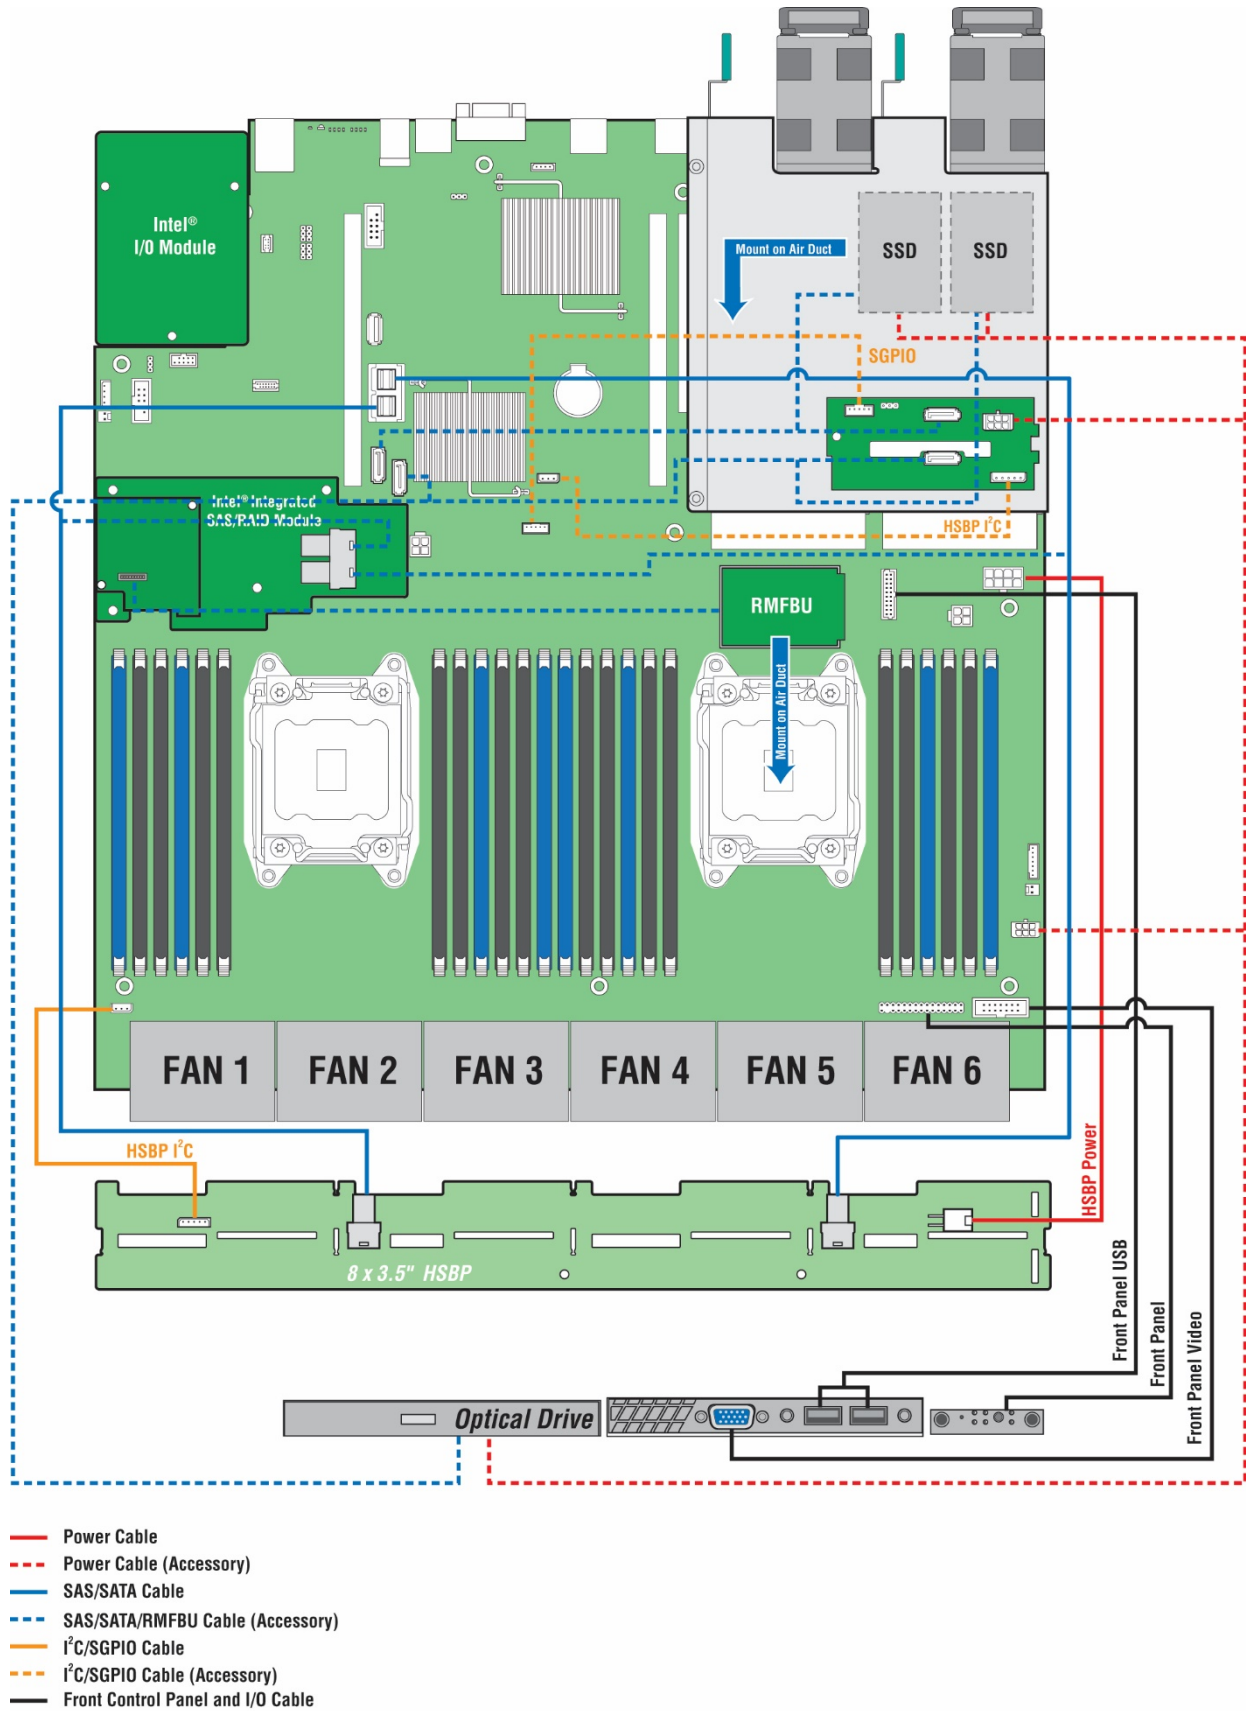 Intel®
I/O Module
Mount on Air Duct
SSD
SSD
SGPIO
Intel® Integrated
SAS/RAID Module
HSBP I²C
RMFBU
Mount on Air Duct
FAN 1
FAN 2
FAN 3
FAN 4
FAN 5
FAN 6
HSBP I²C
HSBP Power
8 x 3.5" HSBP
Front Panel USB
Front Panel
Front Panel Video
Optical Drive
Power Cable
Power Cable (Accessory)
SAS/SATA Cable
SAS/SATA/RMFBU Cable (Accessory)
I²C/SGPIO Cable
I²C/SGPIO Cable (Accessory)
Front Control Panel and I/O Cable